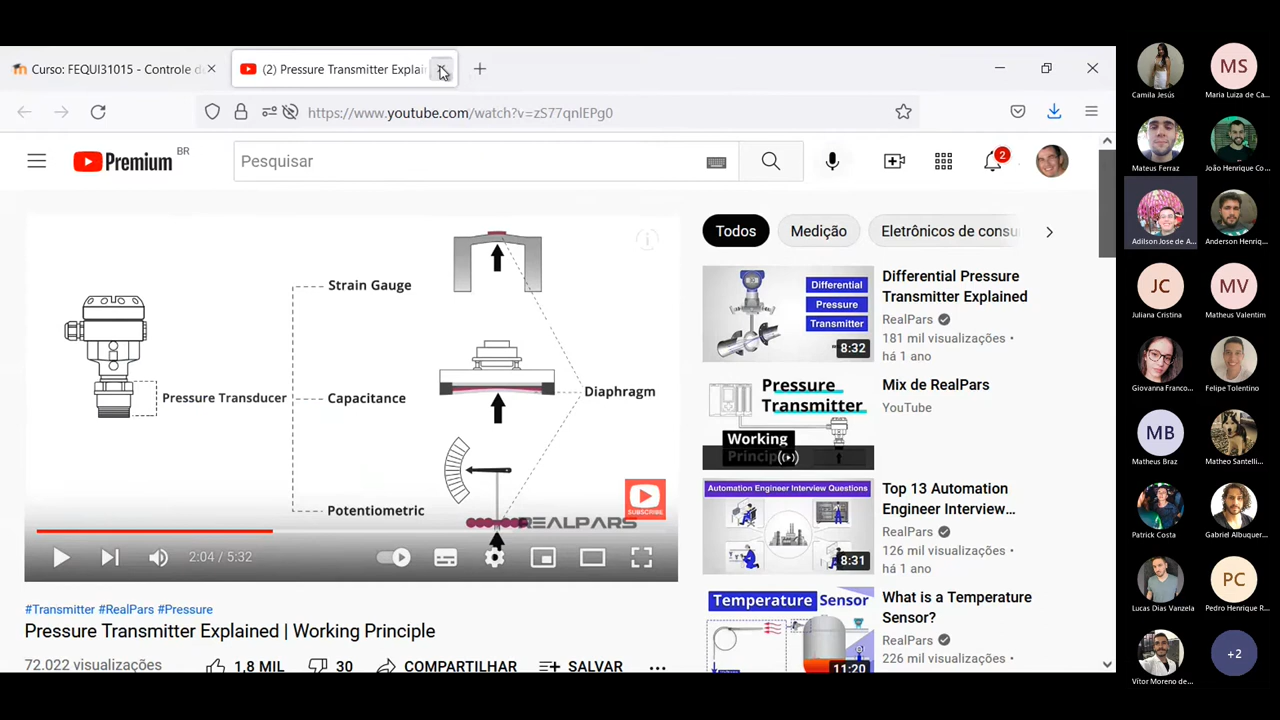 Curso: FEQUI31015 - Controle de
(2) Pressure Transmitter Explai
https://www.youtube.com/watch?v=zS77qnlEPg0
Premium BR
Pesquisar
2
Strain Gauge
Pressure Transducer
Capacitance
Diaphragm
Potentiometric
REALPARS
SUBSCRIBE
2:04 / 5:32
#Transmitter #RealPars #Pressure
Pressure Transmitter Explained | Working Principle
72.022 visualizações
1,8 MIL
30
COMPARTILHAR
SALVAR
Todos
Medição
Eletrônicos de consu
Differential
Pressure
Transmitter
8:32
Differential Pressure
Transmitter Explained
RealPars
181 mil visualizações •
há 1 ano
Pressure
Transmitter
Working
Principle
Mix de RealPars
YouTube
Automation Engineer Interview Questions
8:31
Top 13 Automation
Engineer Interview...
RealPars
126 mil visualizações •
há 1 ano
Temperature Sensor
11:20
What is a Temperature
Sensor?
RealPars
226 mil visualizações •
Camila Jesús
MS
Maria Luiza de Ca...
Mateus Ferraz
João Henrique Co...
Adilson Jose de A...
Anderson Henriq...
JC
Juliana Cristina
MV
Matheus Valentim
Giovanna Franco...
Felipe Tolentino
MB
Matheus Braz
Matheo Santelli...
Patrick Costa
Gabriel Albuquer...
Lucas Dias Vanzela
PC
Pedro Henrique R...
Vítor Moreno de...
+2